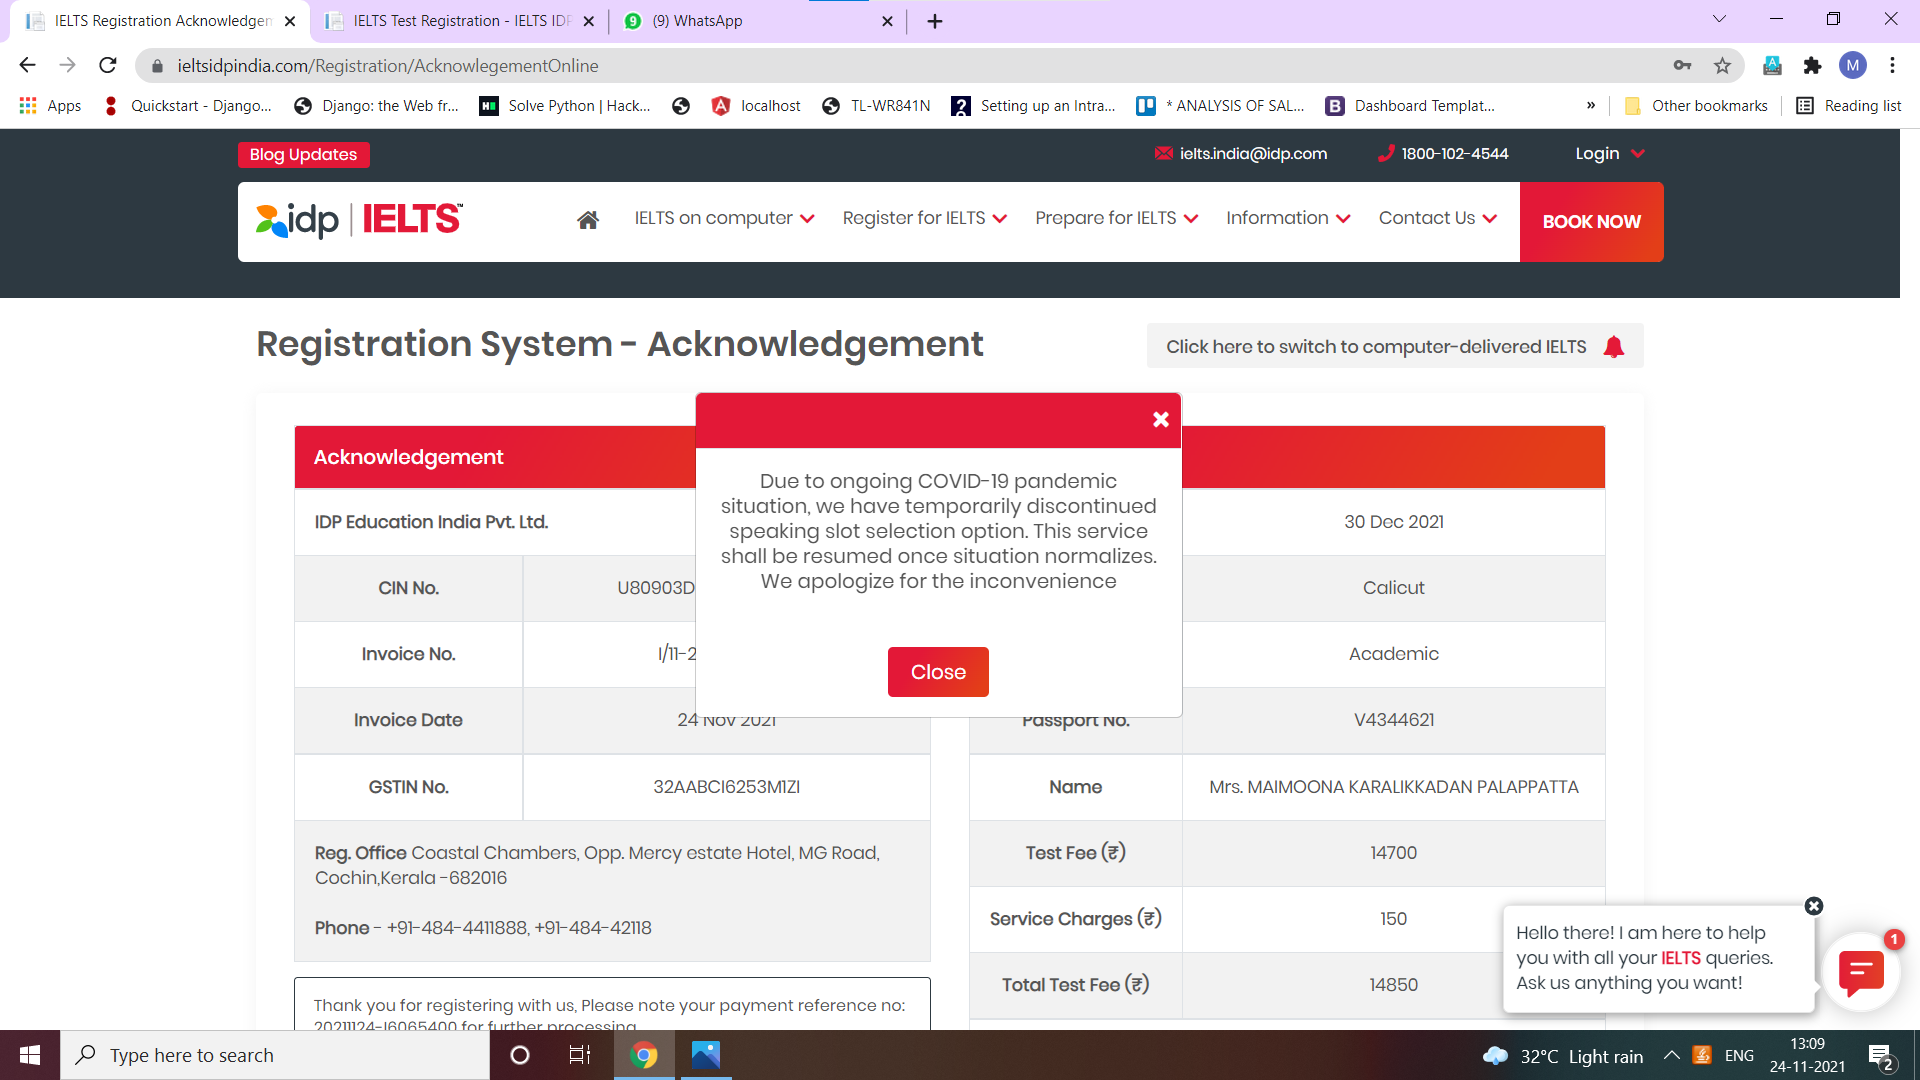 IELTS Registration Acknowledgem
IELTS Test Registration - IELTS IDP
(9) WhatsApp
ieltsidpindia.com/Registration/AcknowlegementOnline
M
Apps
Quickstart - Django...
Django: the Web fr...
Solve Python | Hack...
localhost
TL-WR841N
Setting up an Intra...
* ANALYSIS OF SAL...
Dashboard Templat...
»
Other bookmarks
Reading list
Blog Updates
ielts.india@idp.com
1800-102-4544
Login
idp | IELTS™
IELTS on computer
Register for IELTS
Prepare for IELTS
Information
Contact Us
BOOK NOW
Registration System - Acknowledgement
Click here to switch to computer-delivered IELTS
Acknowledgement
Due to ongoing COVID-19 pandemic
situation, we have temporarily discontinued
speaking slot selection option. This service
shall be resumed once situation normalizes.
We apologize for the inconvenience
Close
IDP Education India Pvt. Ltd.
30 Dec 2021
CIN No.
U80903D
Calicut
Invoice No.
I/11-2
Academic
Invoice Date
24 Nov 2021
Passport No.
V4344621
GSTIN No.
32AABCI6253M1ZI
Name
Mrs. MAIMOONA KARALIKKADAN PALAPPATTA
Reg. Office Coastal Chambers, Opp. Mercy estate Hotel, MG Road,
Cochin,Kerala -682016
Phone - +91-484-4411888, +91-484-42118
Test Fee (₹)
14700
Service Charges (₹)
150
Total Test Fee (₹)
14850
Thank you for registering with us, Please note your payment reference no:
20211124-I6065400 for further processing
Hello there! I am here to help
you with all your IELTS queries.
Ask us anything you want!
1
Type here to search
32°C Light rain
ENG
13:09
24-11-2021
2